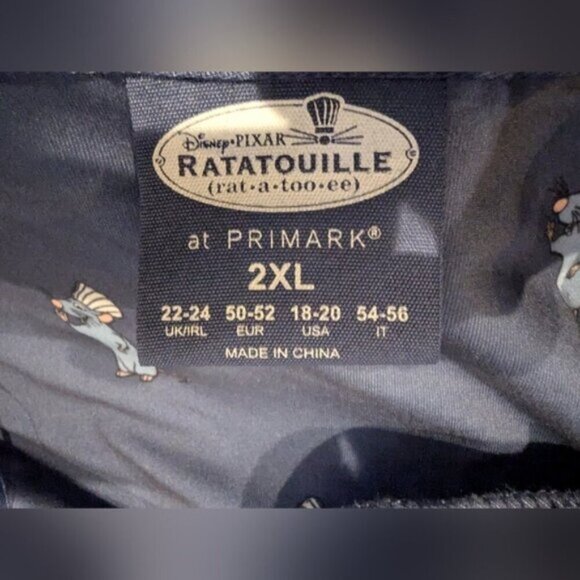 Disney•PIXAR
RATATOUILLE
(rat•a•too•ee)
at PRIMARK®
2XL
22-24 50-52 18-20 54-56
UK/IRL EUR USA IT
MADE IN CHINA